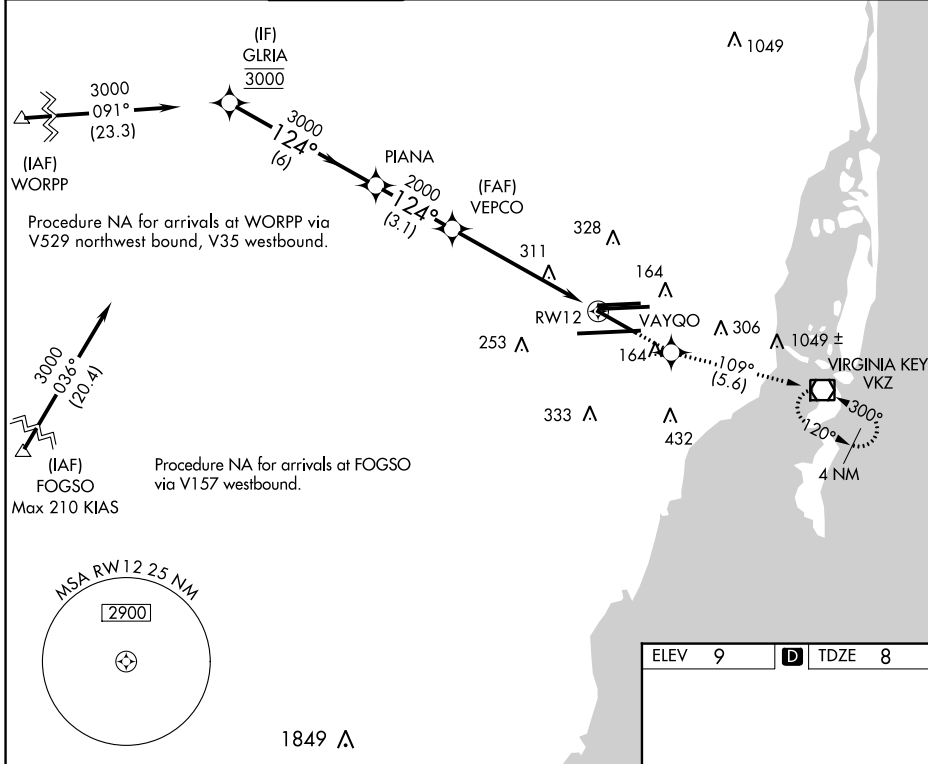 (IF)
GLRIA
3000
1049
3000
091°
(23.3)
(IAF)
WORPP
3000
124°
(6)
PIANA
2000
124°
(3.1)
(FAF)
VEPCO
Procedure NA for arrivals at WORPP via
V529 northwest bound, V35 westbound.
311
328
164
RW12
VAYQO
253
164
306
1049 ±
VIRGINIA KEY
VKZ
109°
(5.6)
300°
120°
4 NM
333
432
3000
036°
(20.4)
(IAF)
FOGSO
Max 210 KIAS
Procedure NA for arrivals at FOGSO
via V157 westbound.
MSA RW12 25 NM
2900
1849
ELEV 9 D TDZE 8